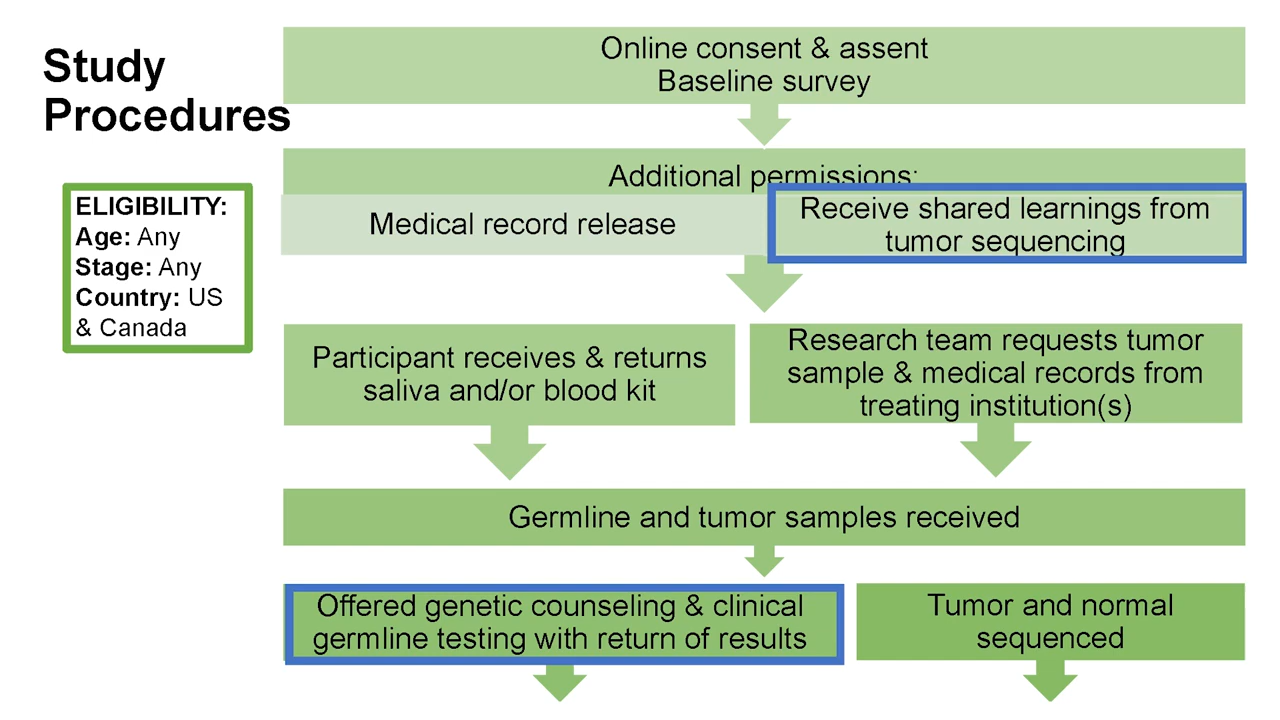 Study
Procedures
Online consent & assent
Baseline survey
ELIGIBILITY:
Age: Any
Stage: Any
Country: US
& Canada
Additional permissions:
Medical record release
Receive shared learnings from
tumor sequencing
Participant receives & returns
saliva and/or blood kit
Research team requests tumor
sample & medical records from
treating institution(s)
Germline and tumor samples received
Offered genetic counseling & clinical
germline testing with return of results
Tumor and normal
sequenced